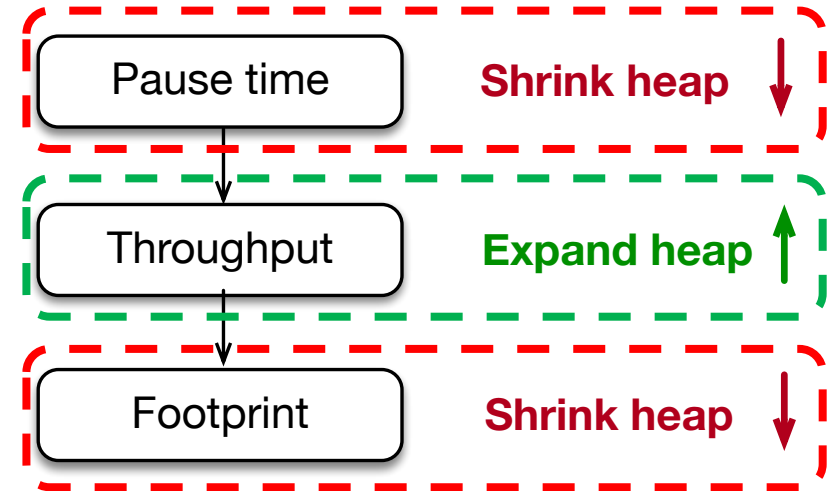 Pause time
Shrink heap
Throughput
Expand heap
Footprint
Shrink heap